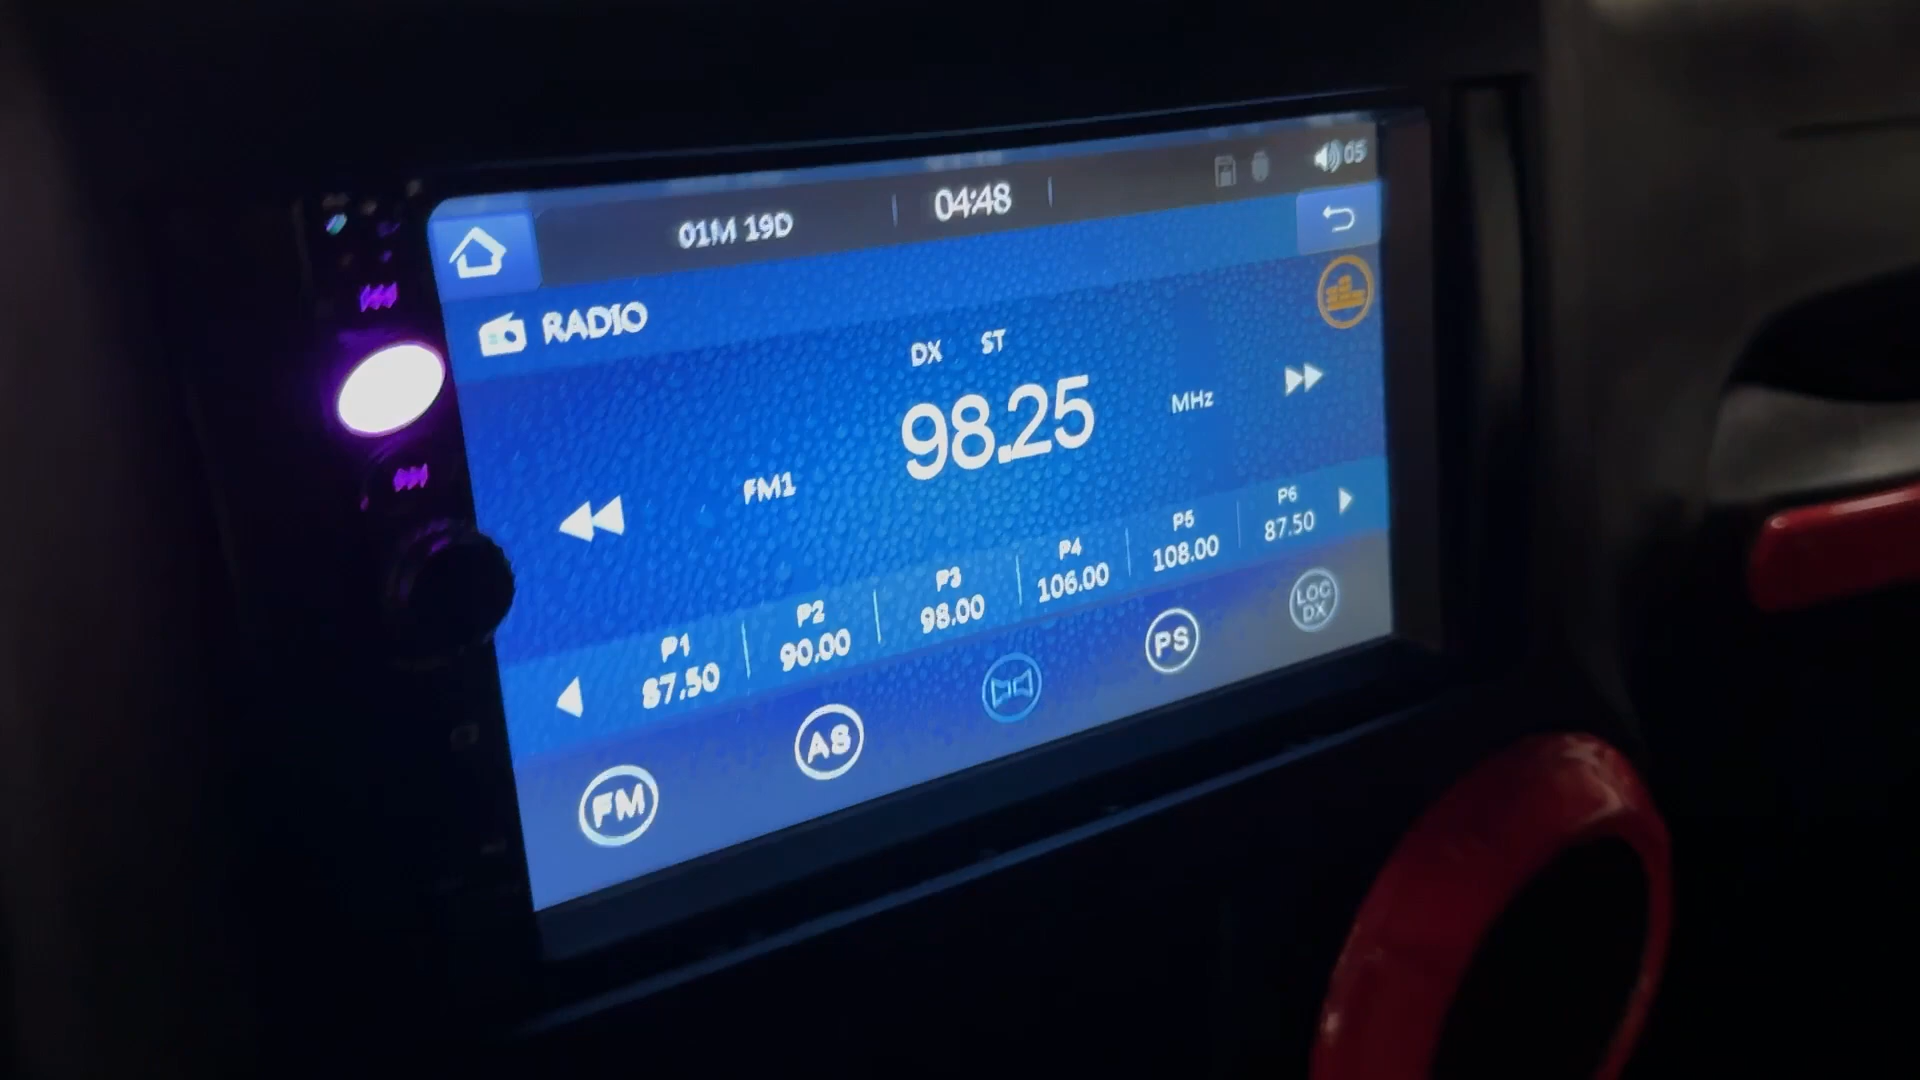 01M 19D
04:48
05
RADIO
DX ST
98.25
MHz
FM1
P1
87.50
P2
90.00
P3
98.00
P4
106.00
P5
108.00
P6
87.50
FM
AS
PS
LOC
DX